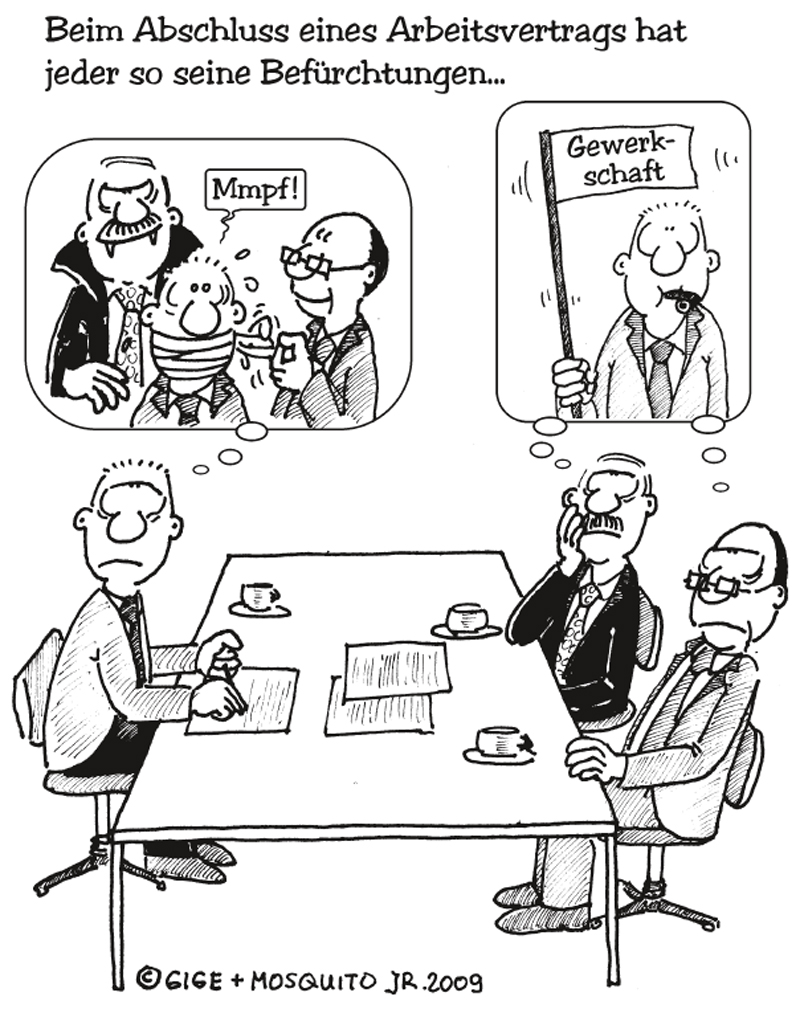 Beim Abschluss eines Arbeitsvertrags hat
jeder so seine Befürchtungen...
Mmpf!
Gewerk-
schaft
© GIGE + MOSQUITO JR. 2009